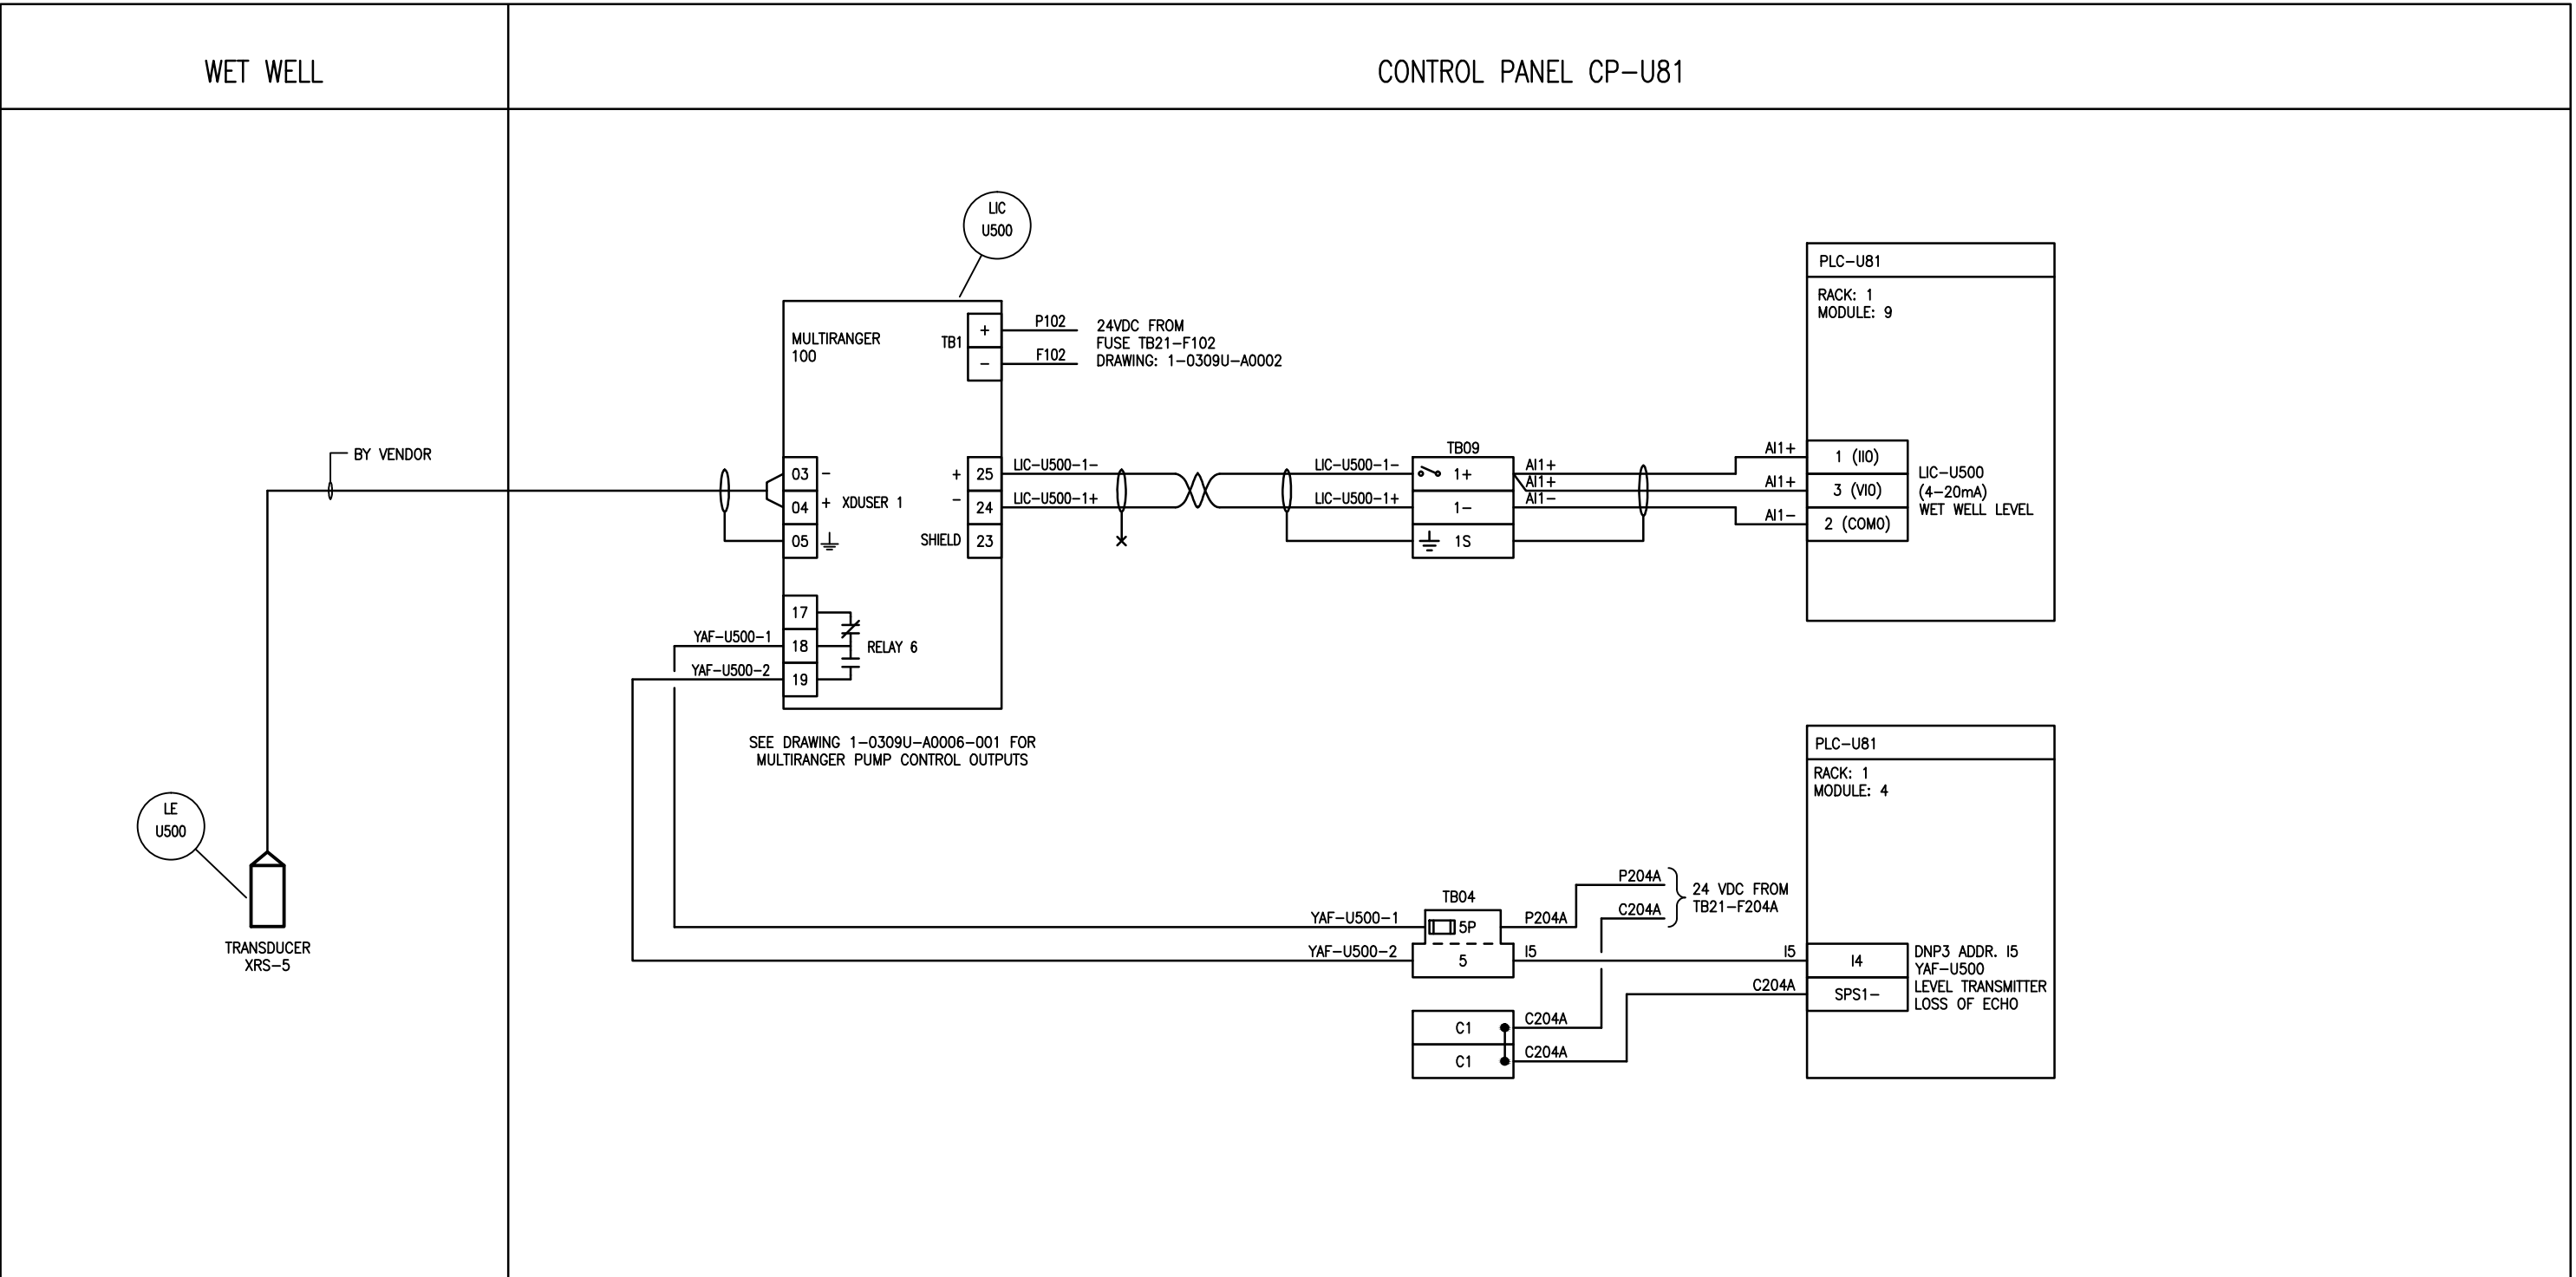 WET WELL
CONTROL PANEL CP-U81
LIC
U500
MULTIRANGER
100
TB1
+
-
P102
F102
24VDC FROM
FUSE TB21-F102
DRAWING: 1-0309U-A0002
BY VENDOR
03 -
04 + XDUSER 1
05
+ 25
- 24
SHIELD 23
LIC-U500-1-
LIC-U500-1+
LIC-U500-1-
LIC-U500-1+
TB09
1+
1-
1S
AI1+
AI1+
AI1-
AI1+
AI1+
AI1-
PLC-U81
RACK: 1
MODULE: 9
1 (II0)
3 (VI0)
2 (COM0)
LIC-U500
(4-20mA)
WET WELL LEVEL
17
18
19
RELAY 6
YAF-U500-1
YAF-U500-2
SEE DRAWING 1-0309U-A0006-001 FOR
MULTIRANGER PUMP CONTROL OUTPUTS
LE
U500
TRANSDUCER
XRS-5
YAF-U500-1
YAF-U500-2
TB04
5P
5
P204A
I5
P204A
C204A
24 VDC FROM
TB21-F204A
C1
C1
C204A
C204A
PLC-U81
RACK: 1
MODULE: 4
I5
C204A
I4
SPS1-
DNP3 ADDR. I5
YAF-U500
LEVEL TRANSMITTER
LOSS OF ECHO